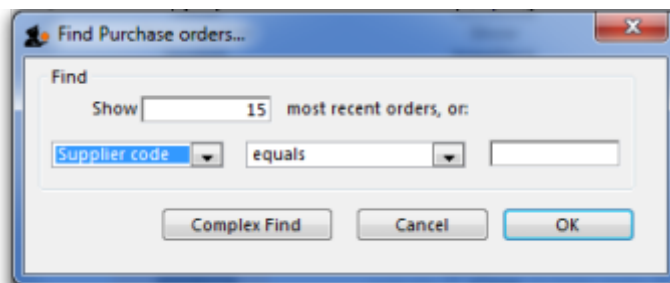 Find Purchase orders...
Find
Show 15 most recent orders, or:
Supplier code equals
Complex Find Cancel OK